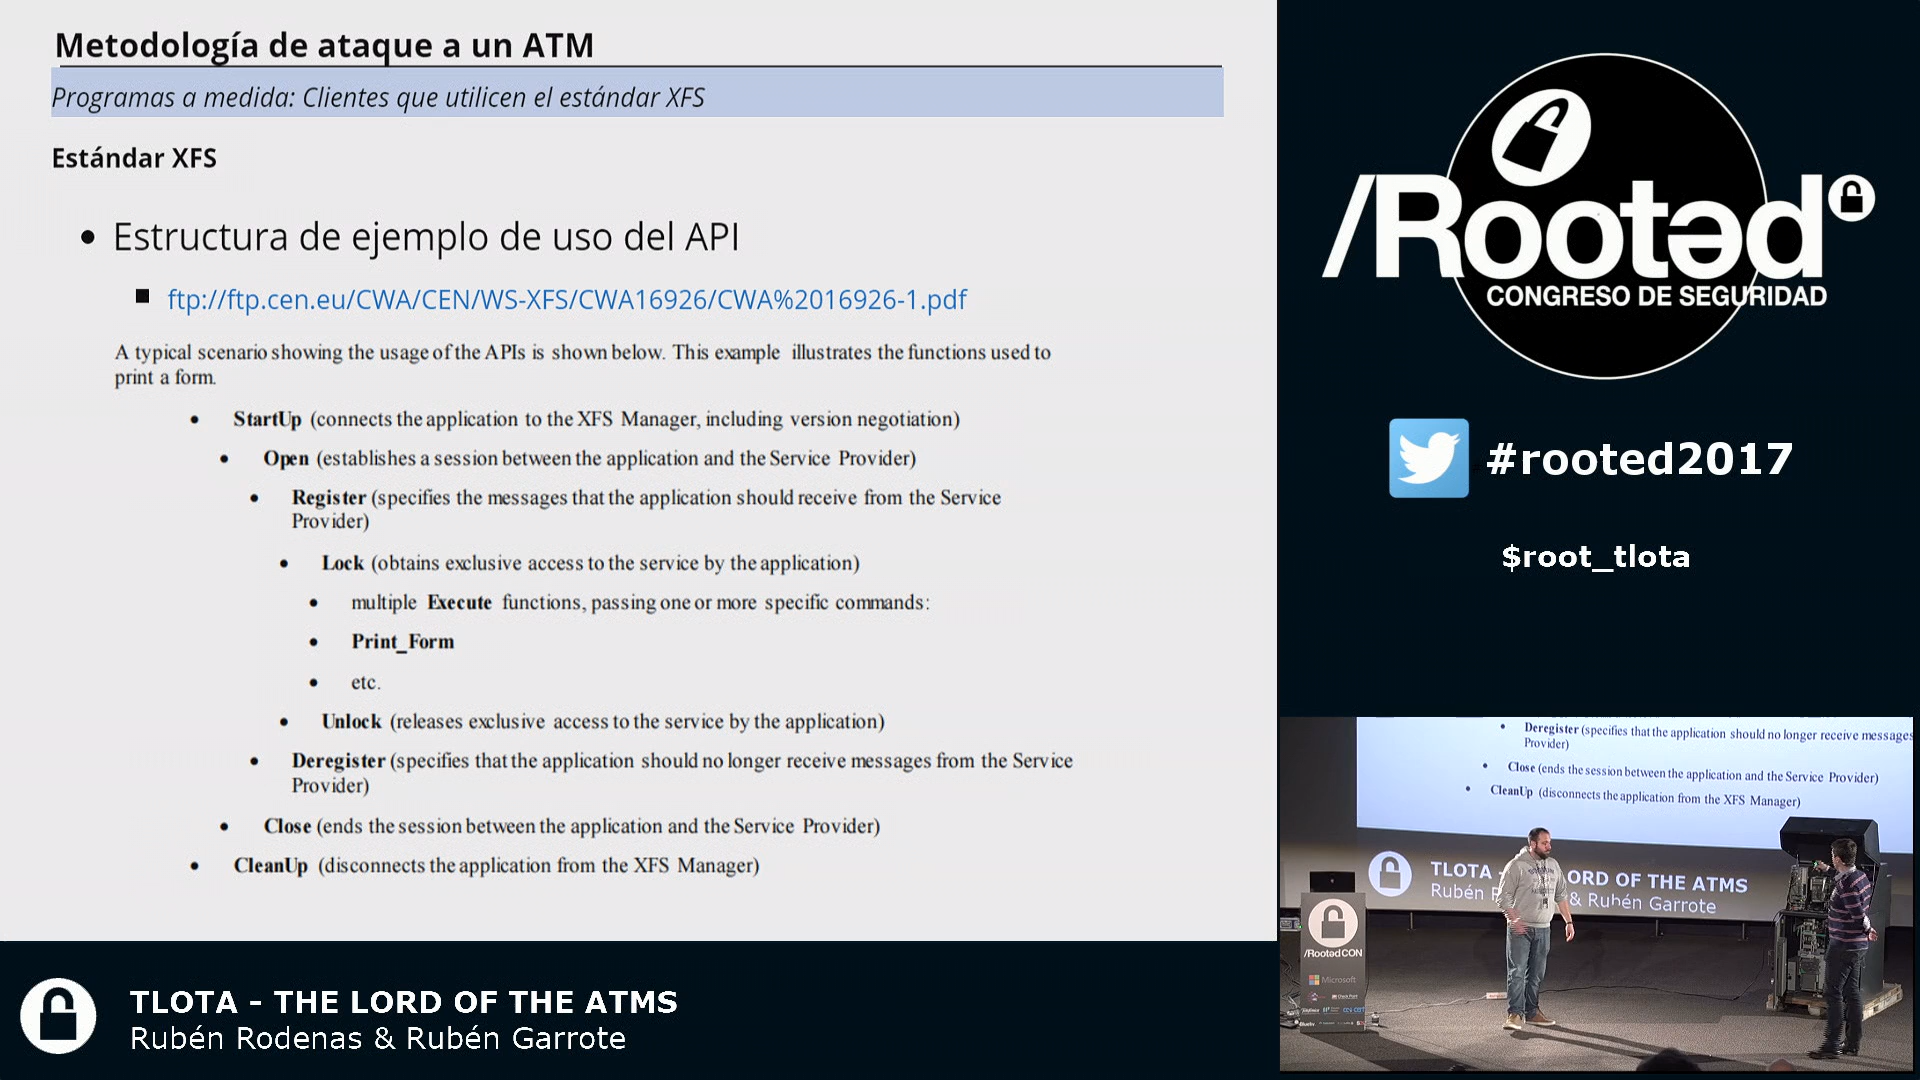 Metodología de ataque a un ATM
Programas a medida: Clientes que utilicen el estándar XFS
Estándar XFS
• Estructura de ejemplo de uso del API
▪ ftp://ftp.cen.eu/CWA/CEN/WS-XFS/CWA16926/CWA%2016926-1.pdf
A typical scenario showing the usage of the APIs is shown below. This example illustrates the functions used to
print a form.
• StartUp (connects the application to the XFS Manager, including version negotiation)
• Open (establishes a session between the application and the Service Provider)
• Register (specifies the messages that the application should receive from the Service
Provider)
• Lock (obtains exclusive access to the service by the application)
• multiple Execute functions, passing one or more specific commands:
• Print_Form
• etc.
• Unlock (releases exclusive access to the service by the application)
• Deregister (specifies that the application should no longer receive messages from the Service
Provider)
• Close (ends the session between the application and the Service Provider)
• CleanUp (disconnects the application from the XFS Manager)
TLOTA - THE LORD OF THE ATMS
Rubén Rodenas & Rubén Garrote
/Rootəd
CONGRESO DE SEGURIDAD
#rooted2017
$root_tlota
• Deregister (specifies that the application should no longer receive messages
Provider)
• Close (ends the session between the application and the Service Provider)
• CleanUp (disconnects the application from the XFS Manager)
TLOTA - ORD OF THE ATMS
Rubén R & Rubén Garrote
/RootedCON
Microsoft
Check Point